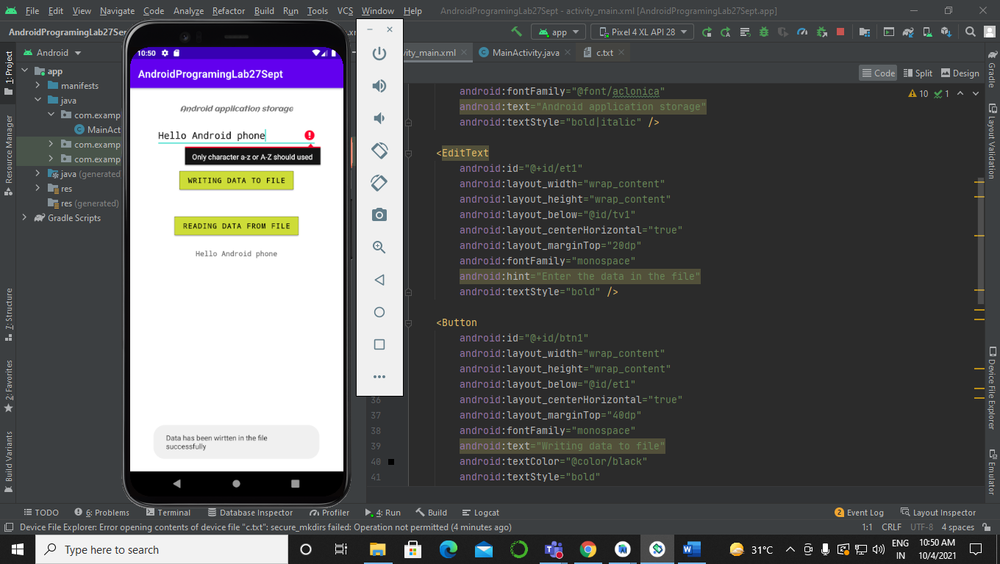 File Edit View Navigate Code Analyze Refactor Build Run Tools VCS Window Help AndroidProgramingLab27Sept - activity_main.xml [AndroidProgramingLab27Sept.app]
AndroidProgramingLab27Sept
app
Pixel 4 XL API 28
Android
ity_main.xml
MainActivity.java
c.txt
Code Split Design
1: Project
Resource Manager
7: Structure
2: Favorites
Build Variants
app
manifests
java
com.examp
MainAct
com.examp
com.examp
java (generated)
res
res (generated)
Gradle Scripts
10:50
AndroidProgramingLab27Sept
Android application storage
Hello Android phone
Only character a-z or A-Z should used
WRITING DATA TO FILE
READING DATA FROM FILE
Hello Android phone
Data has been wirtten in the file
successfully
10 1
android:fontFamily="@font/aclonica"
android:text="Android application storage"
android:textStyle="bold|italic" />
<EditText
android:id="@+id/et1"
android:layout_width="wrap_content"
android:layout_height="wrap_content"
android:layout_below="@id/tv1"
android:layout_centerHorizontal="true"
android:layout_marginTop="20dp"
android:fontFamily="monospace"
android:hint="Enter the data in the file"
android:textStyle="bold" />
<Button
android:id="@+id/btn1"
android:layout_width="wrap_content"
android:layout_height="wrap_content"
android:layout_below="@id/et1"
36 android:layout_centerHorizontal="true"
37 android:layout_marginTop="40dp"
38 android:fontFamily="monospace"
39 android:text="Writing data to file"
40 android:textColor="@color/black"
41 android:textStyle="bold"
Gradle
Layout Validation
Device File Explorer
Emulator
TODO 6: Problems Terminal Database Inspector Profiler 4: Run Build Logcat 2 Event Log Layout Inspector
Device File Explorer: Error opening contents of device file "c.txt": secure_mkdirs failed: Operation not permitted (4 minutes ago) 1:1 CRLF UTF-8 4 spaces
Type here to search
31°C
ENG
IN
10:50 AM
10/4/2021